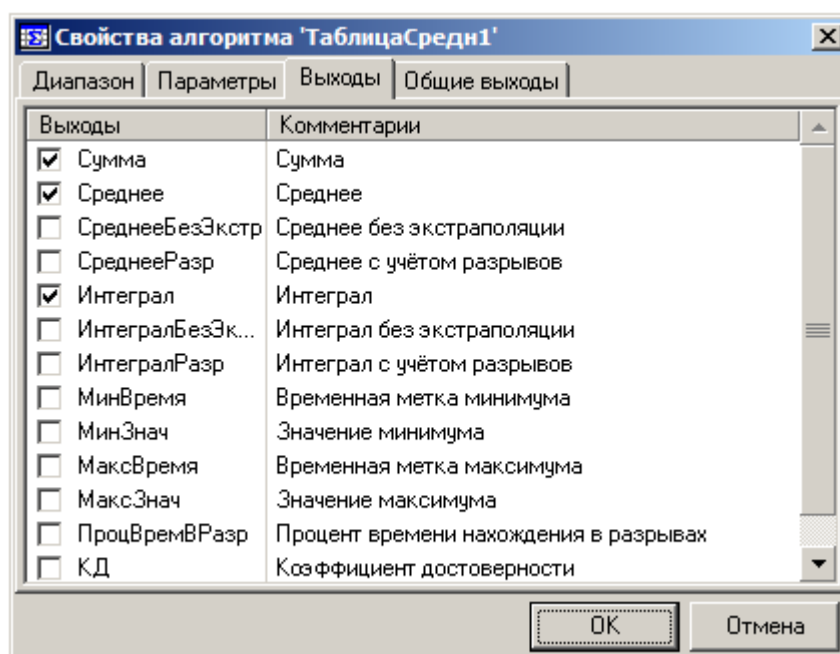 Свойства алгоритма 'ТаблицаСредн1'
Диапазон Параметры Выходы Общие выходы
Выходы Комментарии
Сумма Сумма
Среднее Среднее
СреднееБезЭкстр Среднее без экстраполяции
СреднееРазр Среднее с учётом разрывов
Интеграл Интеграл
ИнтегралБезЭк... Интеграл без экстраполяции
ИнтегралРазр Интеграл с учётом разрывов
МинВремя Временная метка минимума
МинЗнач Значение минимума
МаксВремя Временная метка максимума
МаксЗнач Значение максимума
ПроцВремВРазр Процент времени нахождения в разрывах
КД Коэффициент достоверности
OK Отмена